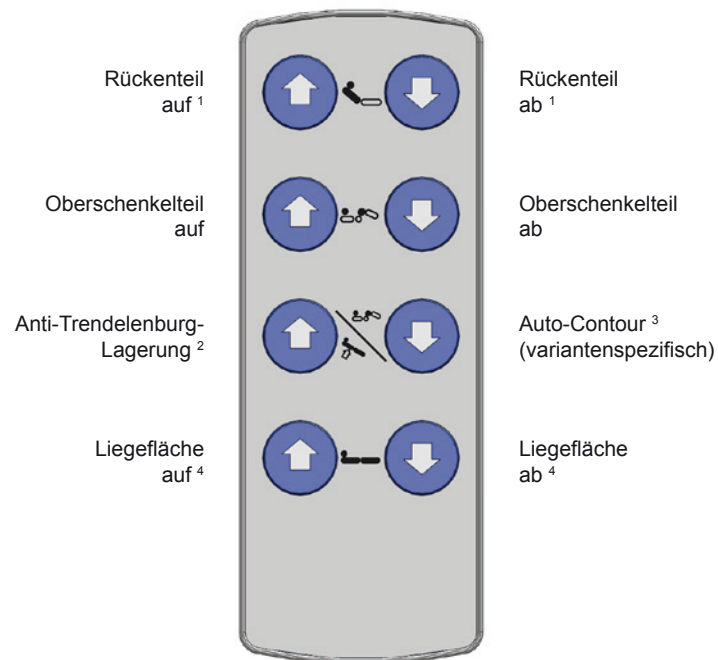 Rückenteil
auf ¹
Rückenteil
ab ¹
Oberschenkelteil
auf
Oberschenkelteil
ab
Anti-Trendelenburg-
Lagerung ²
Auto-Contour ³
(variantenspezifisch)
Liegefläche
auf ⁴
Liegefläche
ab ⁴